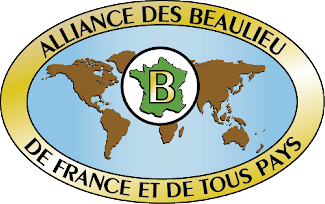 ALLIANCE DES BEAULIEU
B
DE FRANCE ET DE TOUS PAYS